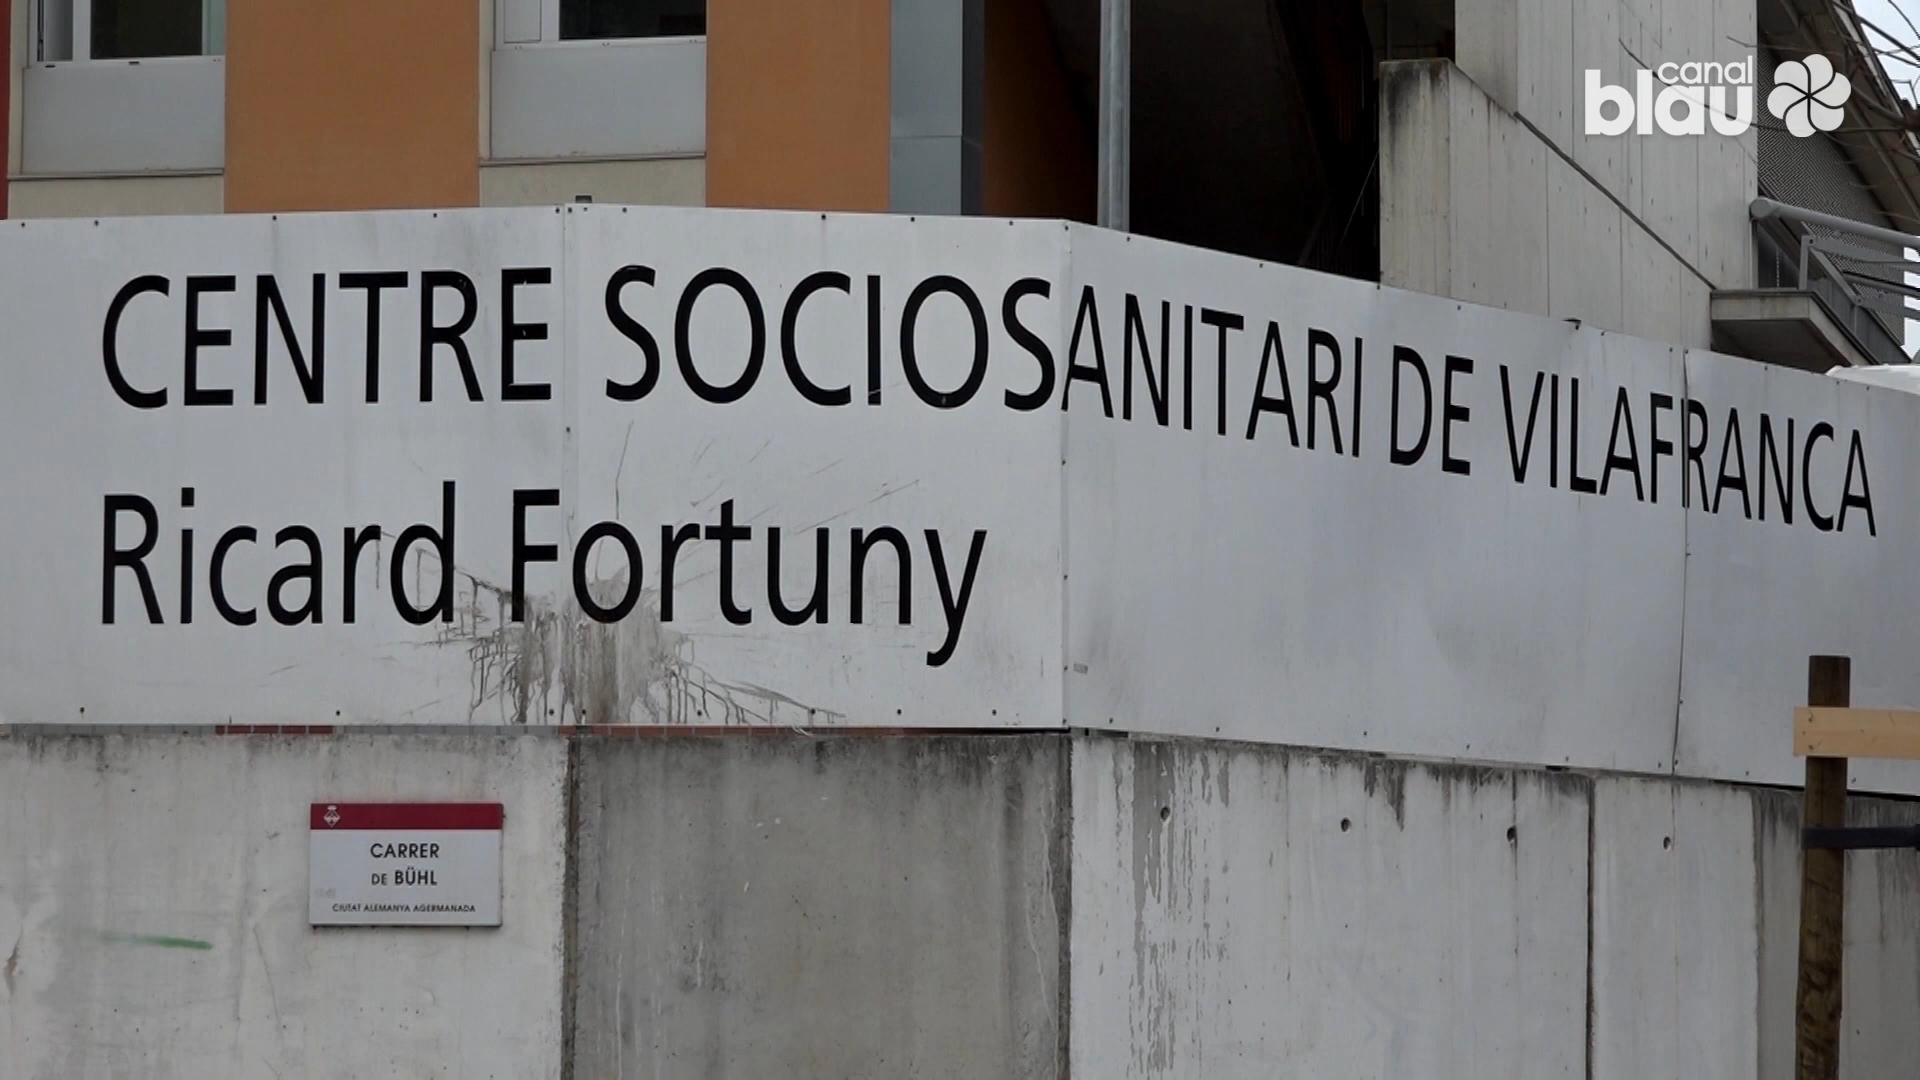 canal
blau
CENTRE SOCIOSANITARI DE VILAFRANCA
Ricard Fortuny
CARRER
DE BÜHL
CIUTAT ALEMANYA AGERMANADA